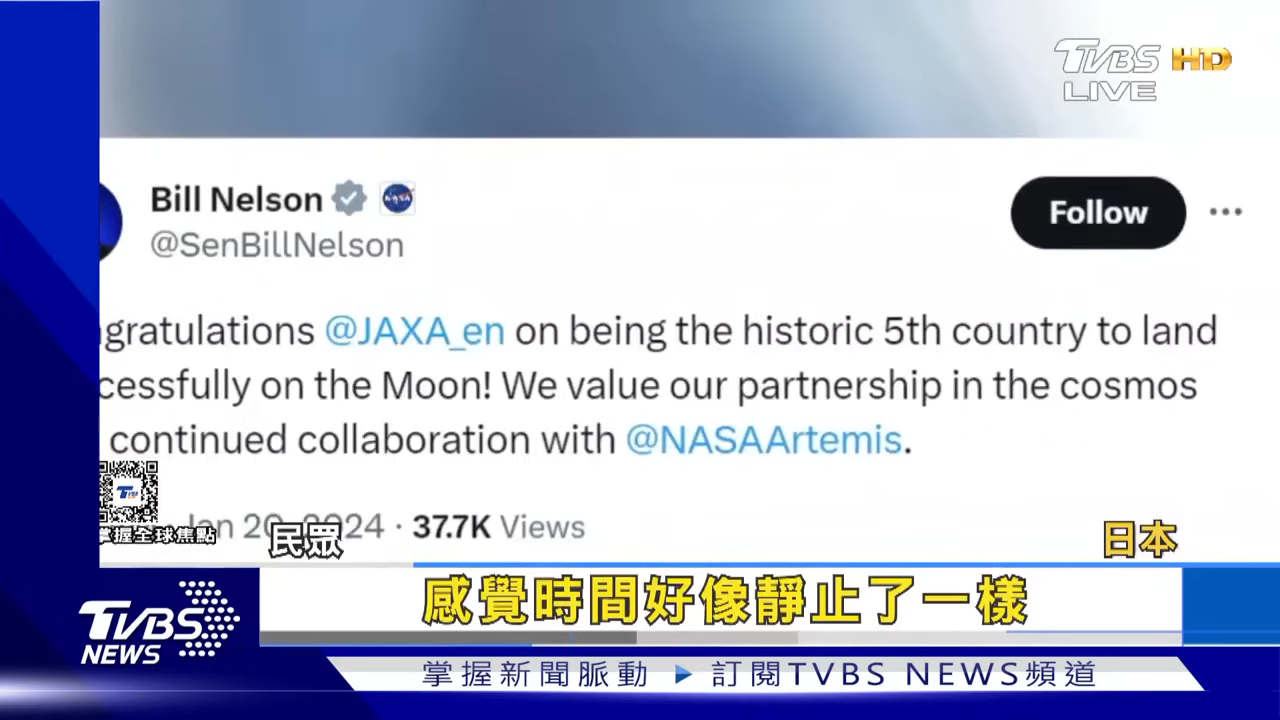 TVBS HD
LIVE
Bill Nelson
NASA
@SenBillNelson
Follow
ngratulations @JAXA_en on being the historic 5th country to land
cessfully on the Moon! We value our partnership in the cosmos
continued collaboration with @NASAArtemis.
Jan 20, 2024 · 37.7K Views
掌握全球焦點
民眾
日本
感覺時間好像靜止了一樣
TVBS
NEWS
掌握新聞脈動 ▶ 訂閱TVBS NEWS頻道